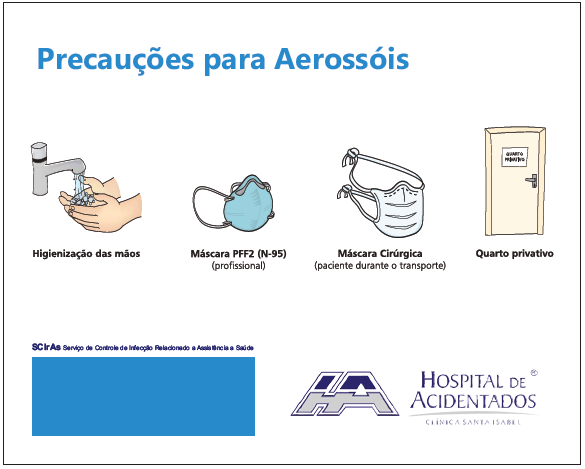 Precauções para Aerossóis
QUARTO
PRIVATIVO
Higienização das mãos
Máscara PFF2 (N-95)
(profissional)
Máscara Cirúrgica
(paciente durante o transporte)
Quarto privativo
SCIrAs Serviço de Controle de Infecção Relacionado a Assistência a Saúde
HA
HOSPITAL DE ®
ACIDENTADOS
CLÍNICA SANTA ISABEL